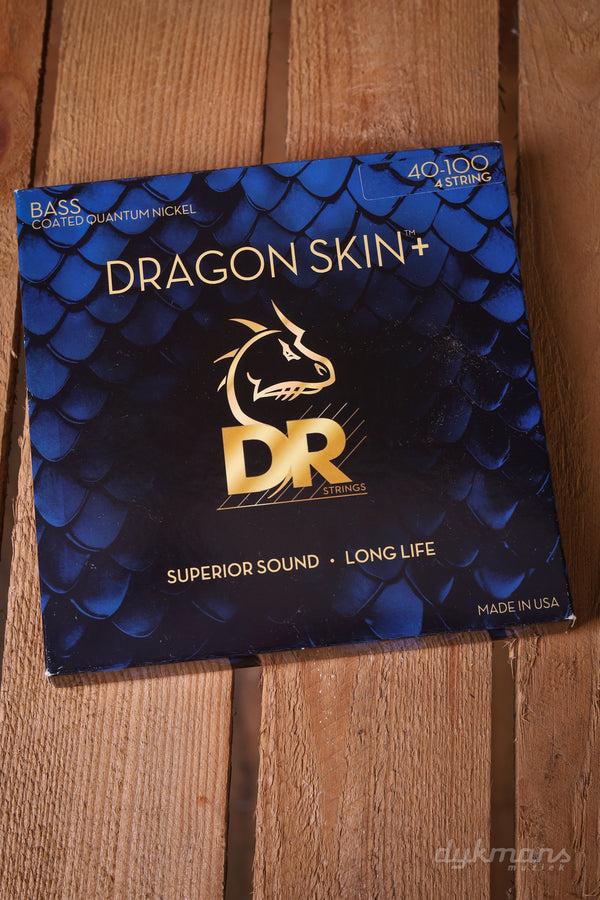 BASS
COATED QUANTUM NICKEL
40-100
4 STRING
DRAGON SKIN™+
DR
STRINGS
SUPERIOR SOUND • LONG LIFE
MADE IN USA
dykmans
muziek